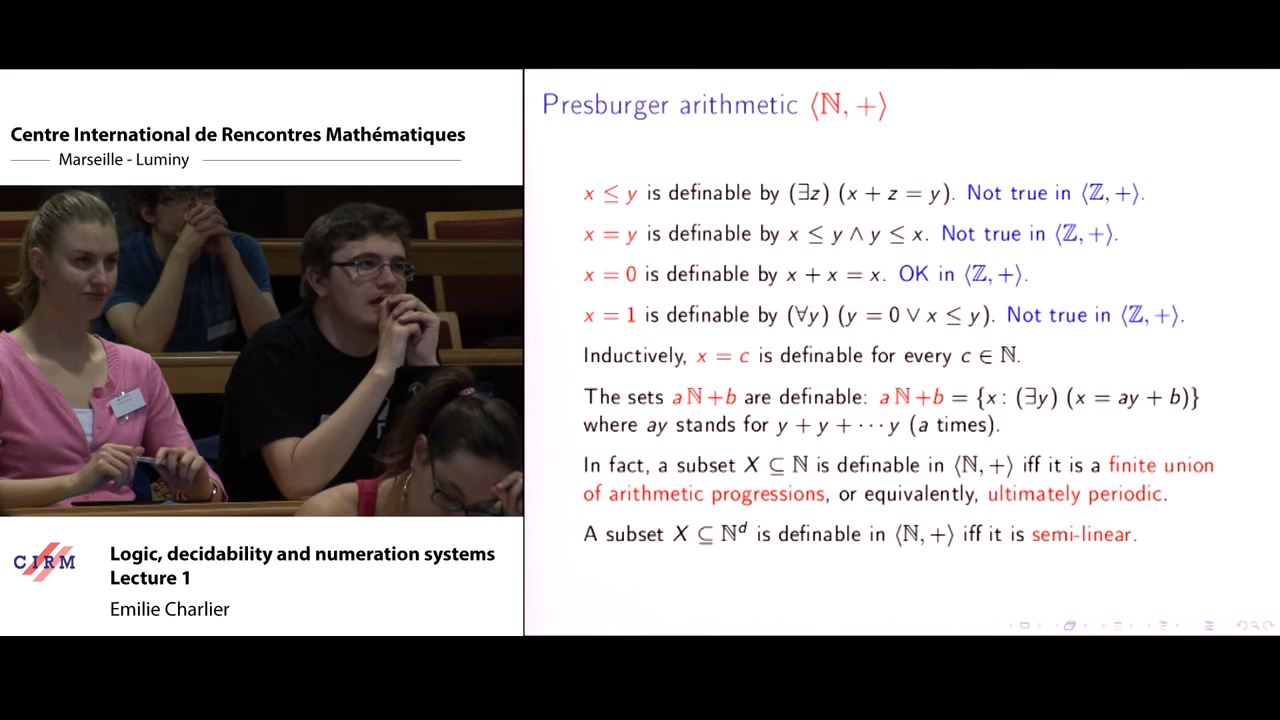 Centre International de Rencontres Mathématiques
Marseille - Luminy
CIRM
Logic, decidability and numeration systems
Lecture 1
Emilie Charlier
Presburger arithmetic ⟨ℕ, +⟩
x ≤ y is definable by (∃z) (x + z = y). Not true in ⟨ℤ, +⟩.
x = y is definable by x ≤ y ∧ y ≤ x. Not true in ⟨ℤ, +⟩.
x = 0 is definable by x + x = x. OK in ⟨ℤ, +⟩.
x = 1 is definable by (∀y) (y = 0 ∨ x ≤ y). Not true in ⟨ℤ, +⟩.
Inductively, x = c is definable for every c ∈ ℕ.
The sets a ℕ+b are definable: a ℕ+b = {x : (∃y) (x = ay + b)}
where ay stands for y + y + ··· y (a times).
In fact, a subset X ⊆ ℕ is definable in ⟨ℕ, +⟩ iff it is a finite union
of arithmetic progressions, or equivalently, ultimately periodic.
A subset X ⊆ ℕᵈ is definable in ⟨ℕ, +⟩ iff it is semi-linear.